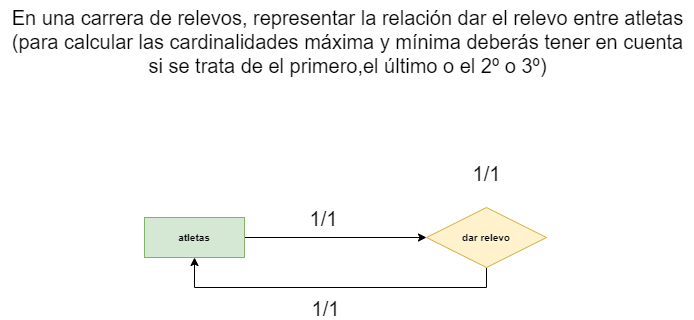 En una carrera de relevos, representar la relación dar el relevo entre atletas
(para calcular las cardinalidades máxima y mínima deberás tener en cuenta
si se trata de el primero,el último o el 2º o 3º)
1/1
1/1
atletas
dar relevo
1/1